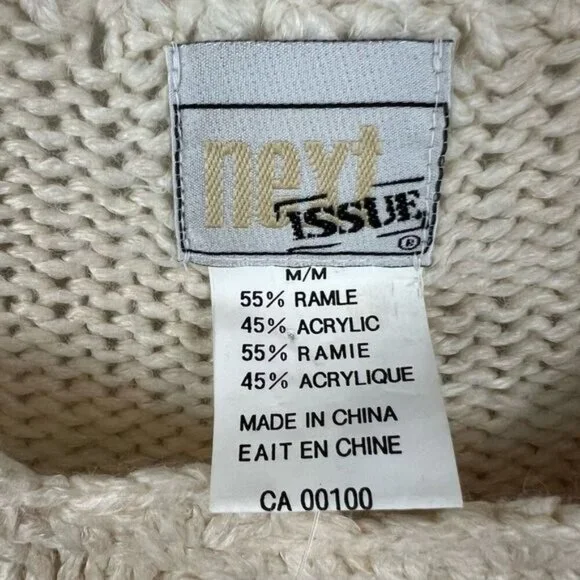 next
ISSUE ®
M/M
55% RAMLE
45% ACRYLIC
55% RAMIE
45% ACRYLIQUE
MADE IN CHINA
EAIT EN CHINE
CA 00100